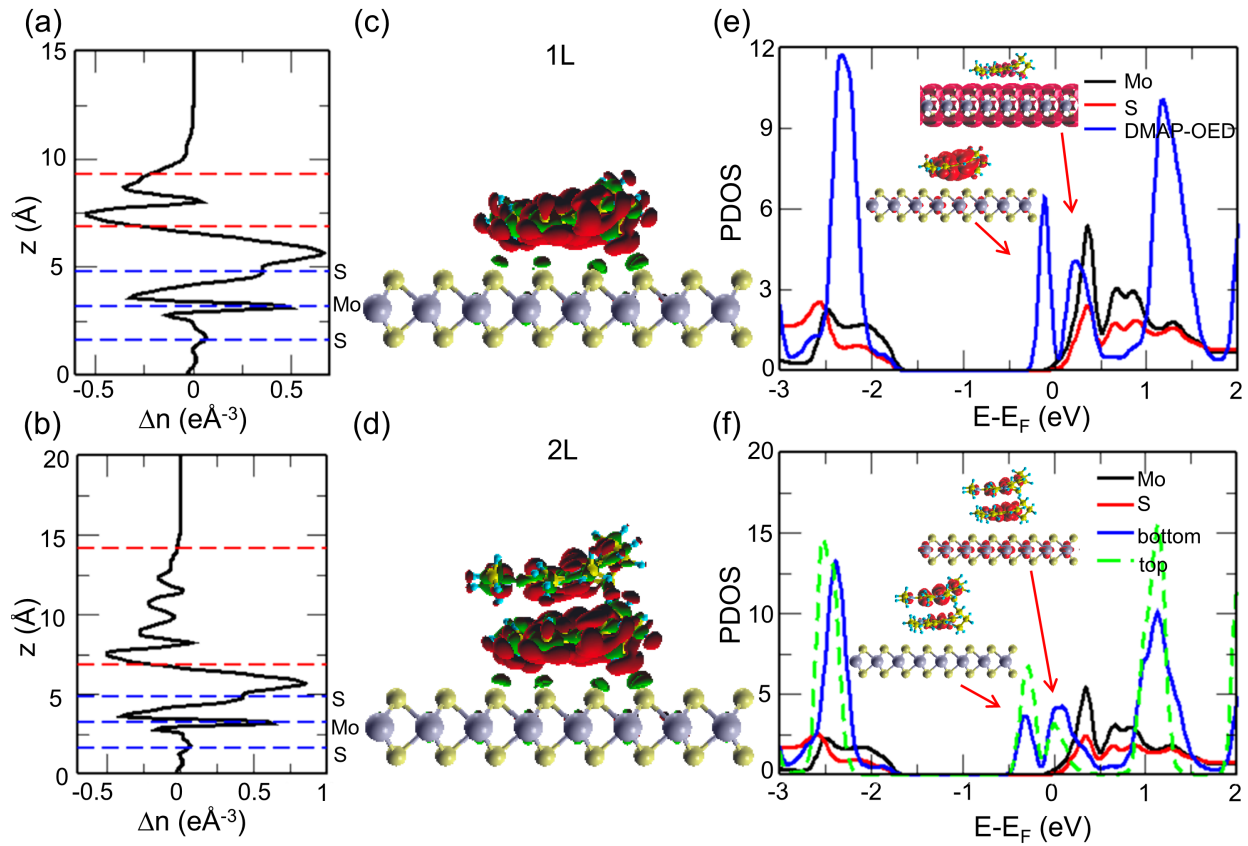 (a)
15
10
5
0
z (Å)
S
Mo
S
-0.5
0
0.5
Δn (eÅ-3)
(c)
1L
(e)
12
9
6
3
0
PDOS
Mo
S
DMAP-OED
-3
-2
-1
0
1
2
E-EF (eV)
(b)
20
15
10
5
0
z (Å)
S
Mo
S
-0.5
0
0.5
1
Δn (eÅ-3)
(d)
2L
(f)
20
15
10
5
0
PDOS
Mo
S
bottom
top
-3
-2
-1
0
1
2
E-EF (eV)